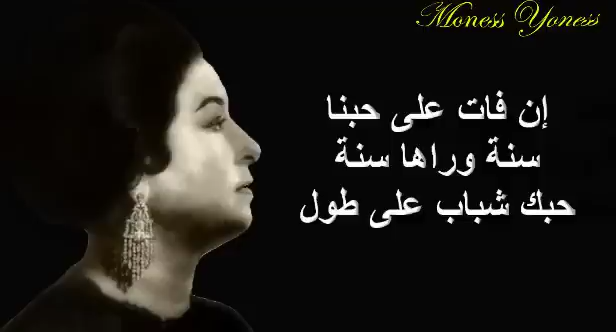 Moness Yoness
إن فات على حبنا
سنة وراها سنة
حبك شباب على طول